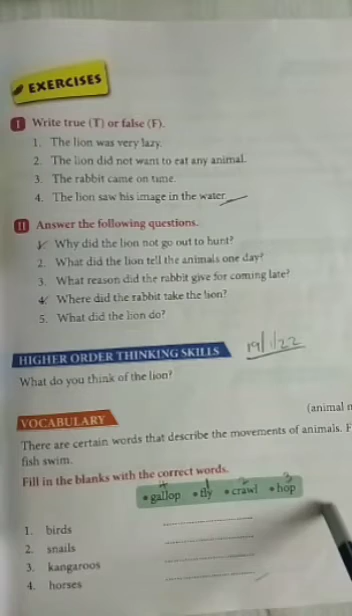 EXERCISES
I Write true (T) or false (F).
1. The lion was very lazy.
2. The lion did not want to eat any animal.
3. The rabbit came on time.
4. The lion saw his image in the water.
II Answer the following questions.
1. Why did the lion not go out to hunt?
2. What did the lion tell the animals one day?
3. What reason did the rabbit give for coming late?
4. Where did the rabbit take the lion?
5. What did the lion do?
HIGHER ORDER THINKING SKILLS 19/1/22
What do you think of the lion?
VOCABULARY (animal
There are certain words that describe the movements of animals.
fish swim.
Fill in the blanks with the correct words.
4 1 2 3
• gallop • fly • crawl • hop
1. birds
2. snails
3. kangaroos
4. horses